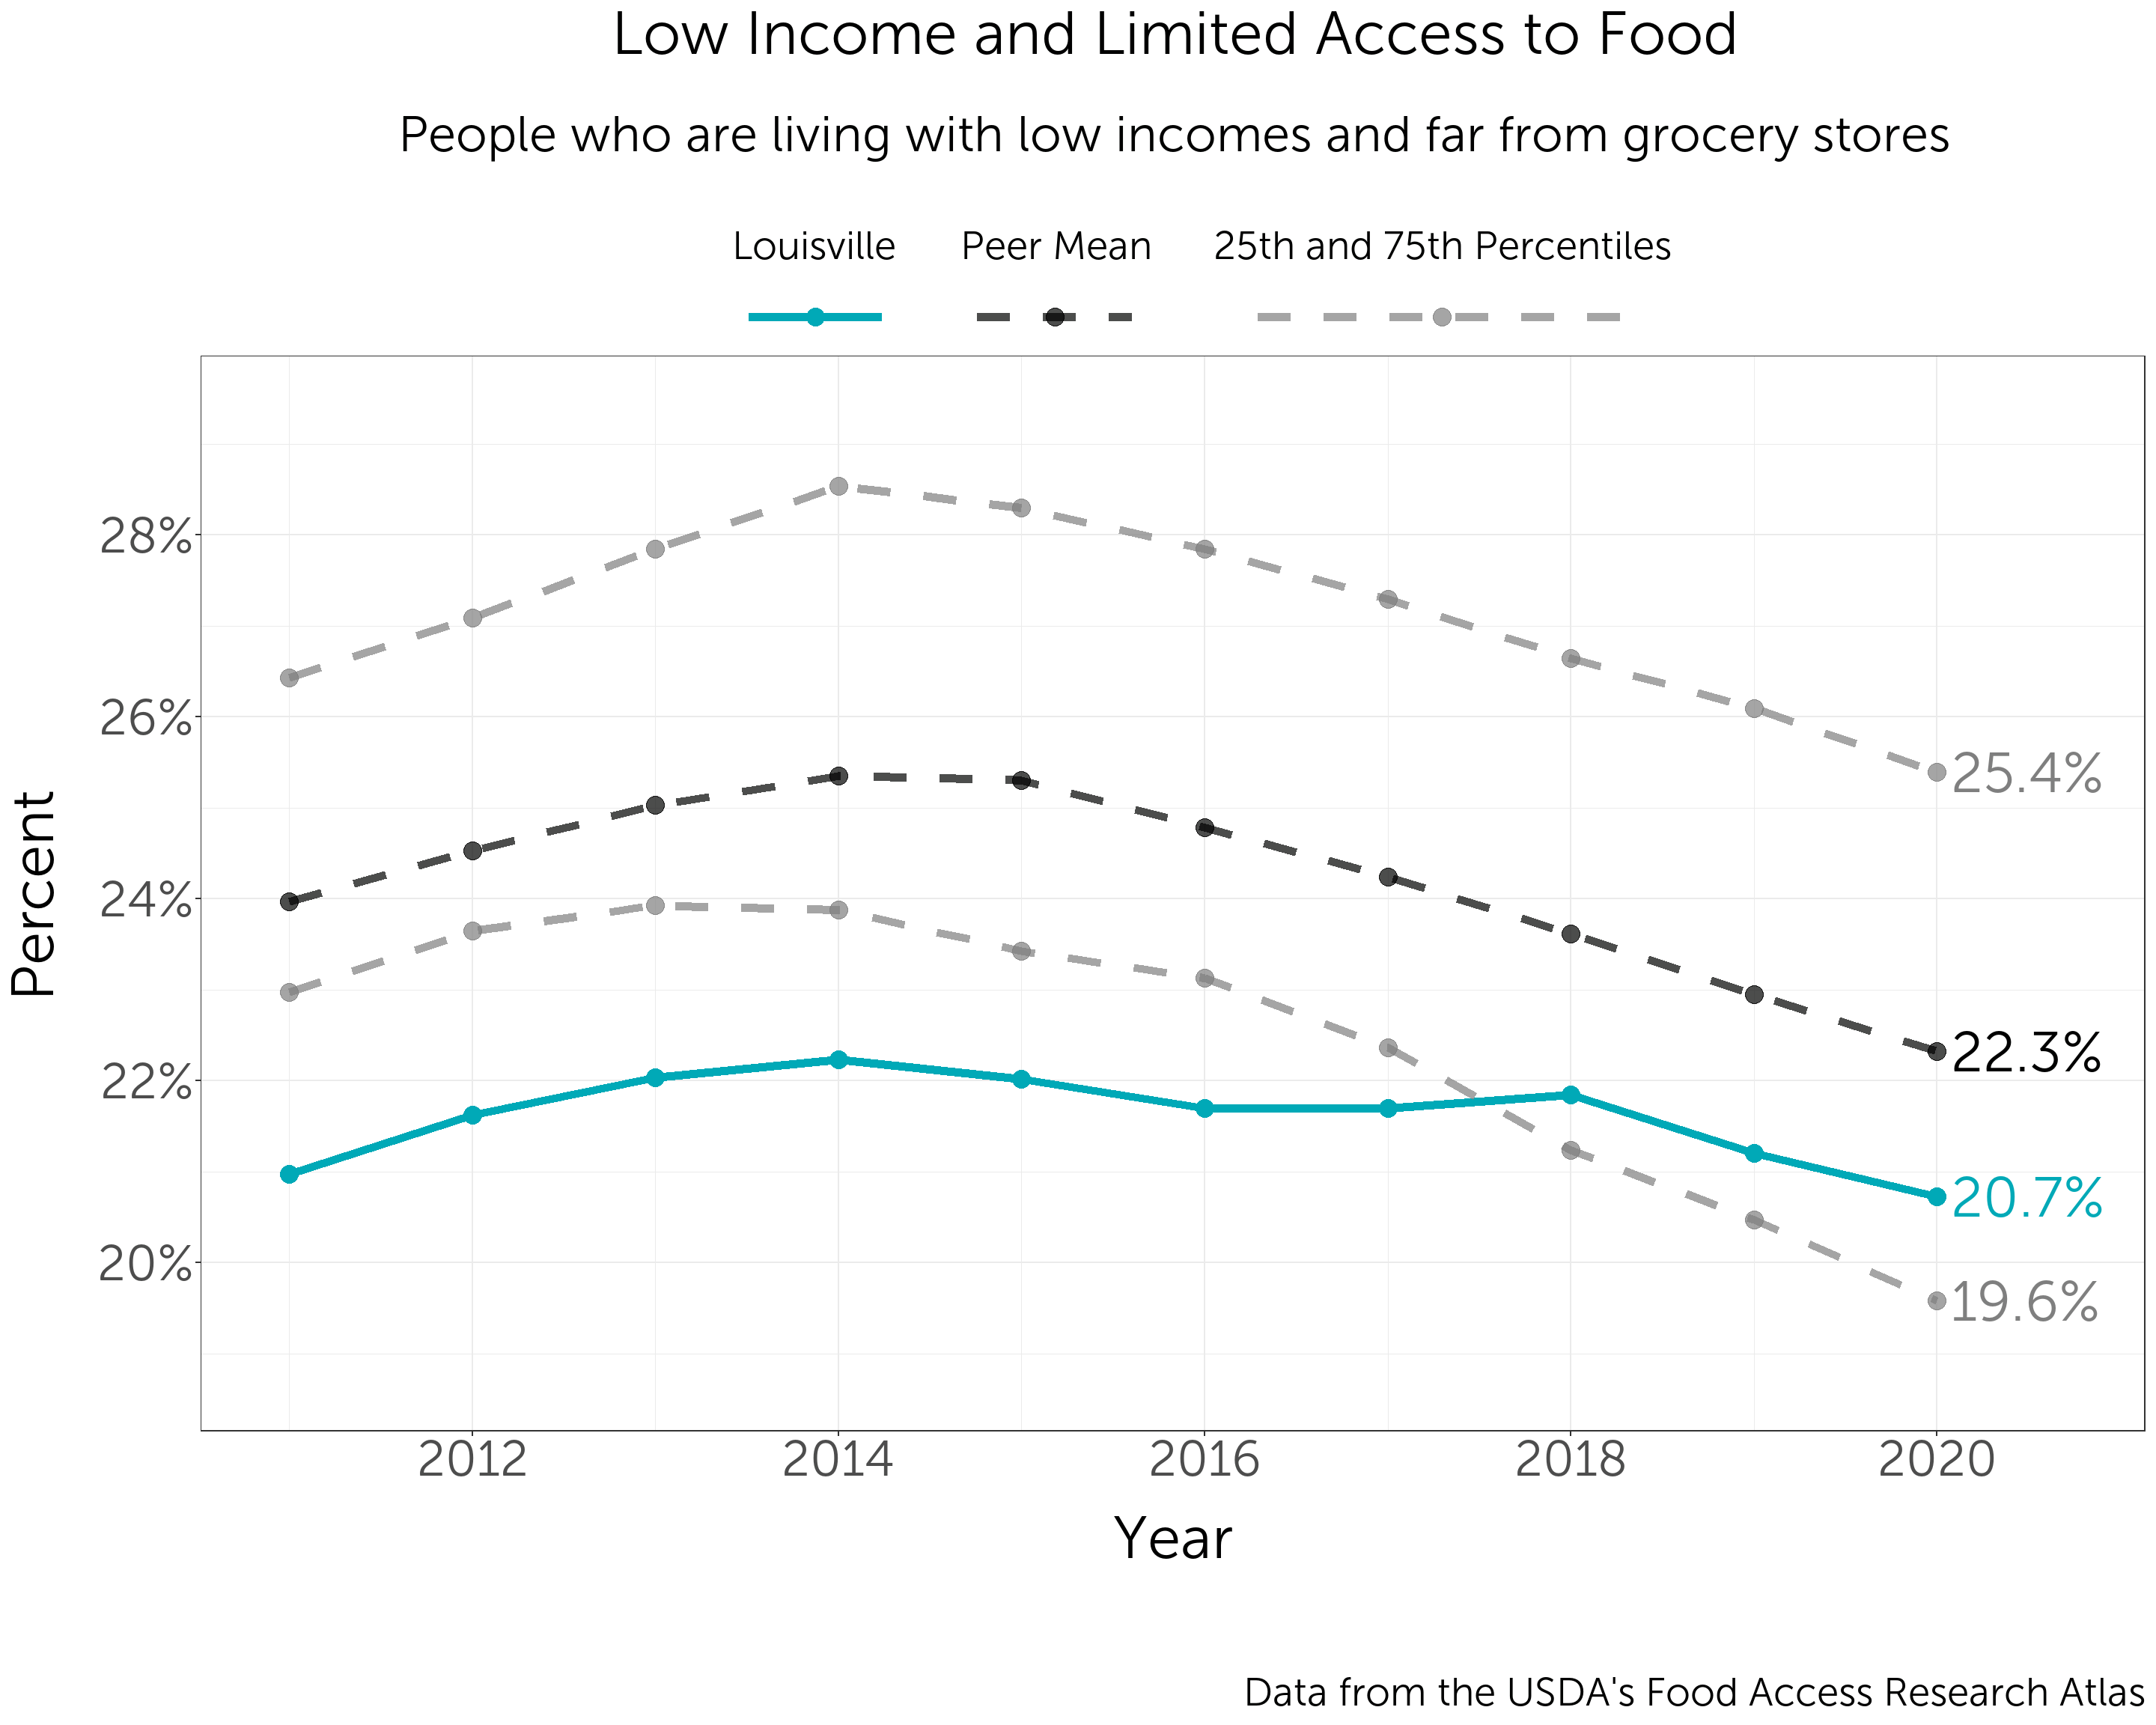 Low Income and Limited Access to Food
People who are living with low incomes and far from grocery stores
Louisville Peer Mean 25th and 75th Percentiles
Percent
28%
26%
24%
22%
20%
25.4%
22.3%
20.7%
19.6%
2012 2014 2016 2018 2020
Year
Data from the USDA's Food Access Research Atlas